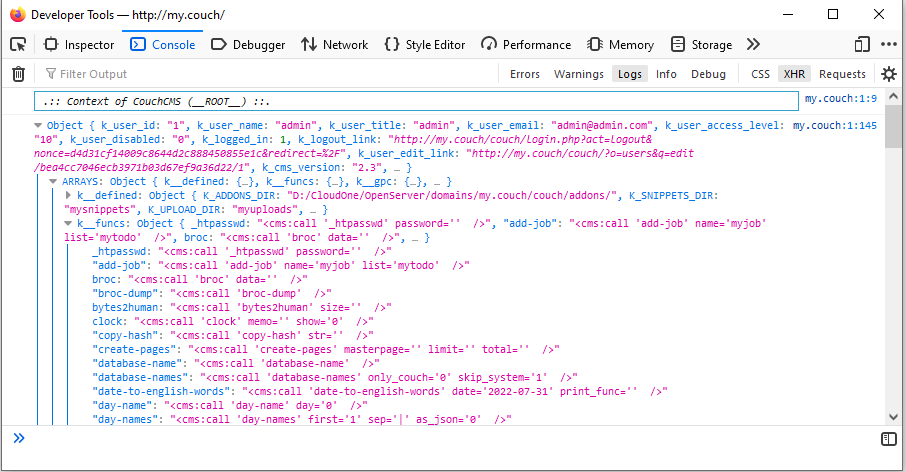 Developer Tools — http://my.couch/
Inspector Console Debugger Network Style Editor Performance Memory Storage
Filter Output Errors Warnings Logs Info Debug CSS XHR Requests
.:: Context of CouchCMS (__ROOT__) ::. my.couch:1:9
Object { k_user_id: "1", k_user_name: "admin", k_user_title: "admin", k_user_email: "admin@admin.com", k_user_access_level: my.couch:1:145
"10", k_user_disabled: "0", k_logged_in: 1, k_logout_link: "http://my.couch/couch/login.php?act=logout&
nonce=d4d31cf14009c8644d2c888450855e1c&redirect=%2F", k_user_edit_link: "http://my.couch/couch/?o=users&q=edit
/bea4cc7046ecb3971b03d67ef9a36d22/1", k_cms_version: "2.3", … }
ARRAYS: Object { k__defined: {…}, k__funcs: {…}, k__gpc: {…}, … }
k__defined: Object { K_ADDONS_DIR: "D:/CloudOne/OpenServer/domains/my.couch/couch/addons/", K_SNIPPETS_DIR:
"mysnippets", K_UPLOAD_DIR: "myuploads", … }
k__funcs: Object { _htpasswd: "<cms:call '_htpasswd' password=''  />", "add-job": "<cms:call 'add-job' name='myjob'
list='mytodo'  />", broc: "<cms:call 'broc' data=''  />", … }
_htpasswd: "<cms:call '_htpasswd' password=''  />"
"add-job": "<cms:call 'add-job' name='myjob' list='mytodo'  />"
broc: "<cms:call 'broc' data=''  />"
"broc-dump": "<cms:call 'broc-dump'  />"
bytes2human: "<cms:call 'bytes2human' size=''  />"
clock: "<cms:call 'clock' memo='' show='0'  />"
"copy-hash": "<cms:call 'copy-hash' str=''  />"
"create-pages": "<cms:call 'create-pages' masterpage='' limit='' total=''  />"
"database-name": "<cms:call 'database-name'  />"
"database-names": "<cms:call 'database-names' only_couch='0' skip_system='1'  />"
"date-to-english-words": "<cms:call 'date-to-english-words' date='2022-07-31' print_func=''  />"
"day-name": "<cms:call 'day-name' day='0'  />"
"day-names": "<cms:call 'day-names' first='1' sep='|' as_json='0'  />"